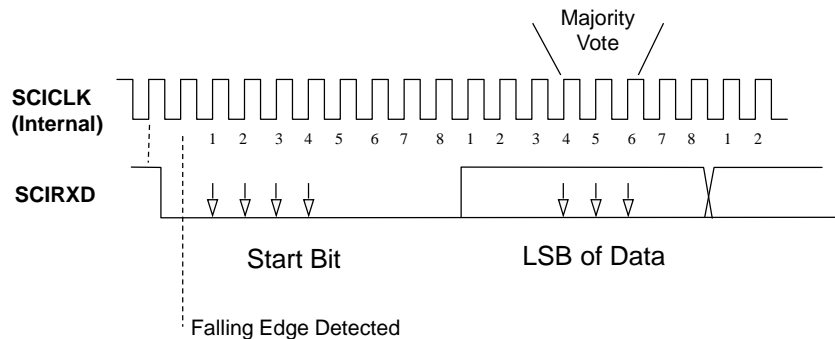 Majority
Vote
SCICLK
(Internal)
1 2 3 4 5 6 7 8 1 2 3 4 5 6 7 8 1 2
SCIRXD
Start Bit
LSB of Data
Falling Edge Detected